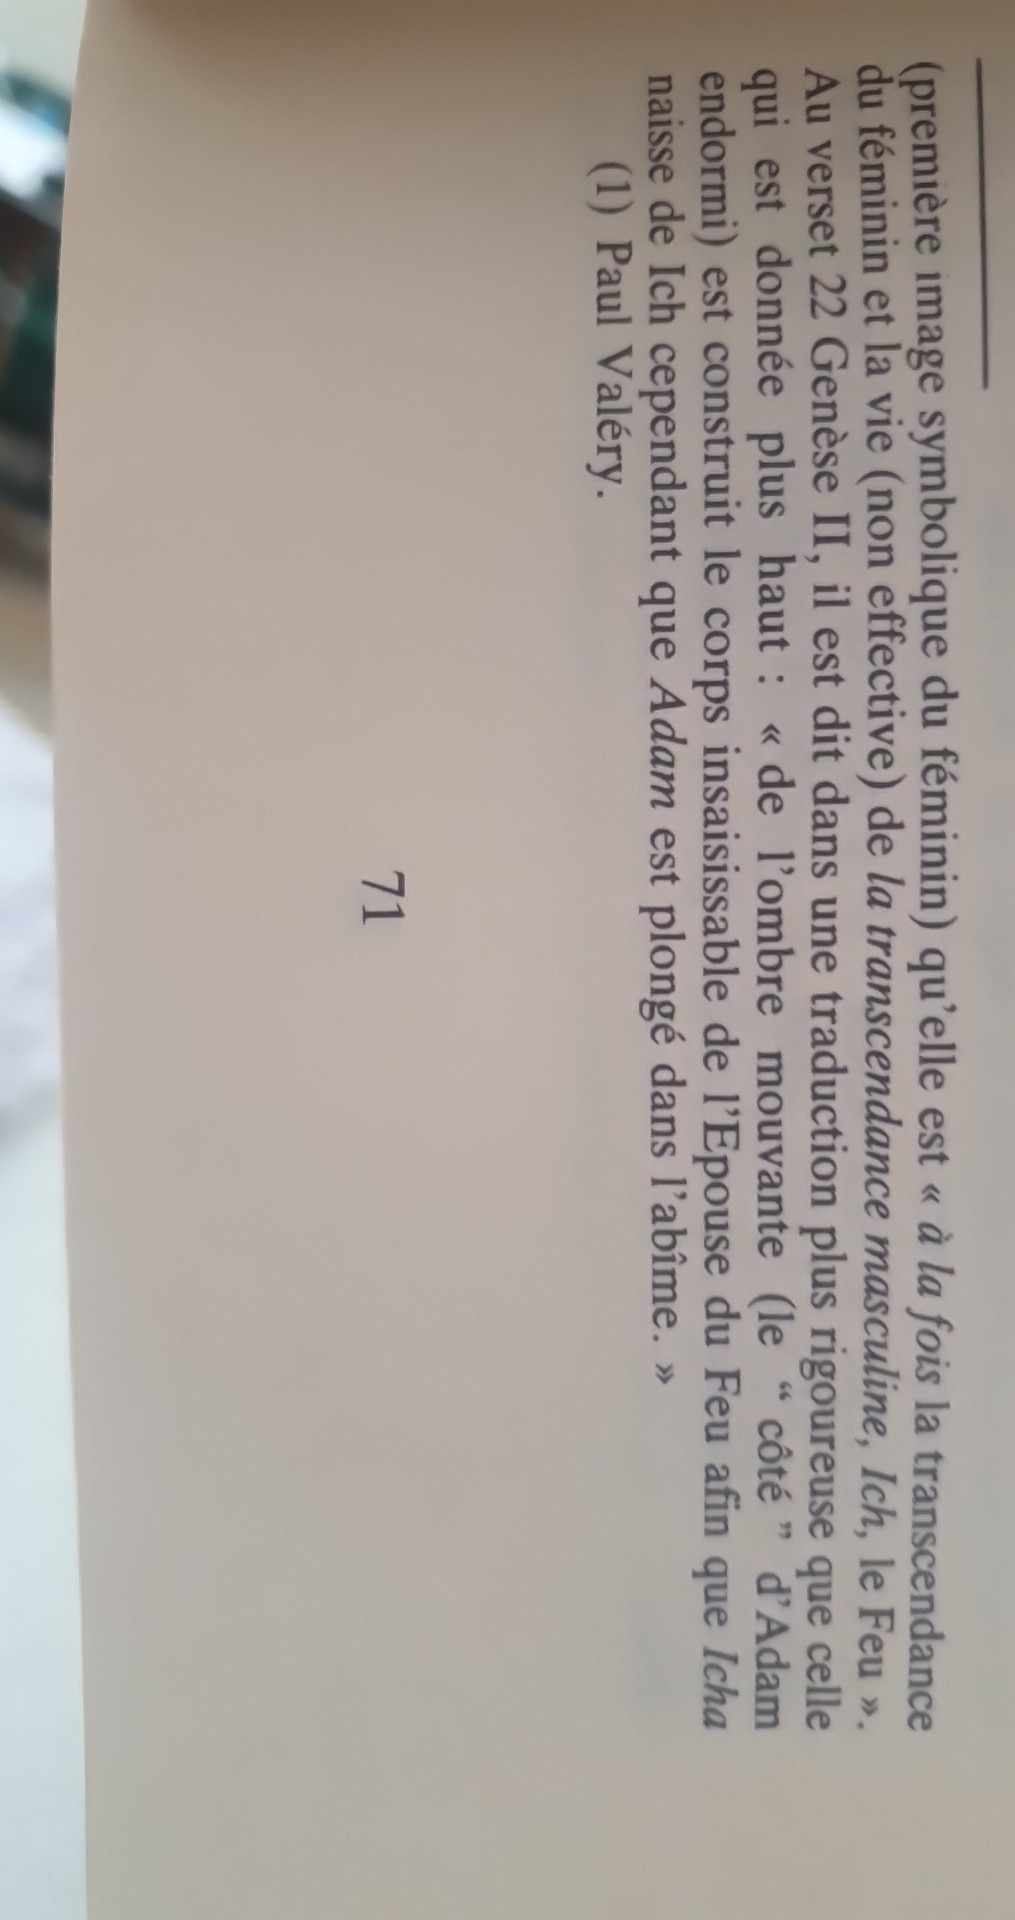 (première image symbolique du féminin) qu’elle est « à la fois la transcendance
du féminin et la vie (non effective) de la transcendance masculine, Ich, le Feu ».
Au verset 22 Genèse II, il est dit dans une traduction plus rigoureuse que celle
qui est donnée plus haut : « de l’ombre mouvante (le “ côté ” d’Adam
endormi) est construit le corps insaisissable de l’Epouse du Feu afin que Icha
naisse de Ich cependant que Adam est plongé dans l’abîme. »
(1) Paul Valéry.
71